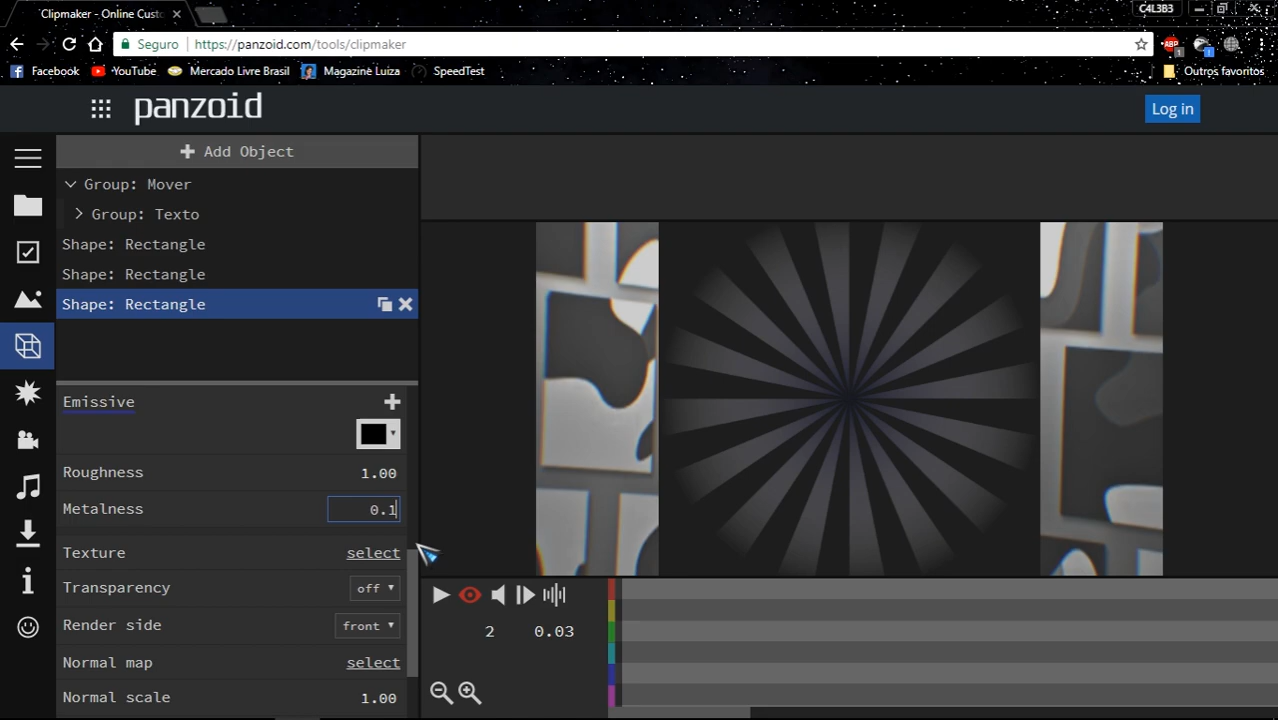 Clipmaker - Online Custo
C4L3B3
Seguro
https://panzoid.com/tools/clipmaker
ABP
1
!
Facebook
YouTube
Mercado Livre Brasil
Magazine Luiza
SpeedTest
Outros favoritos
panzoid
Log in
Add Object
Group: Mover
Group: Texto
Shape: Rectangle
Shape: Rectangle
Shape: Rectangle
Emissive
Roughness 1.00
Metalness 0.1
Texture select
Transparency off
Render side front
Normal map select
Normal scale 1.00
2 0.03